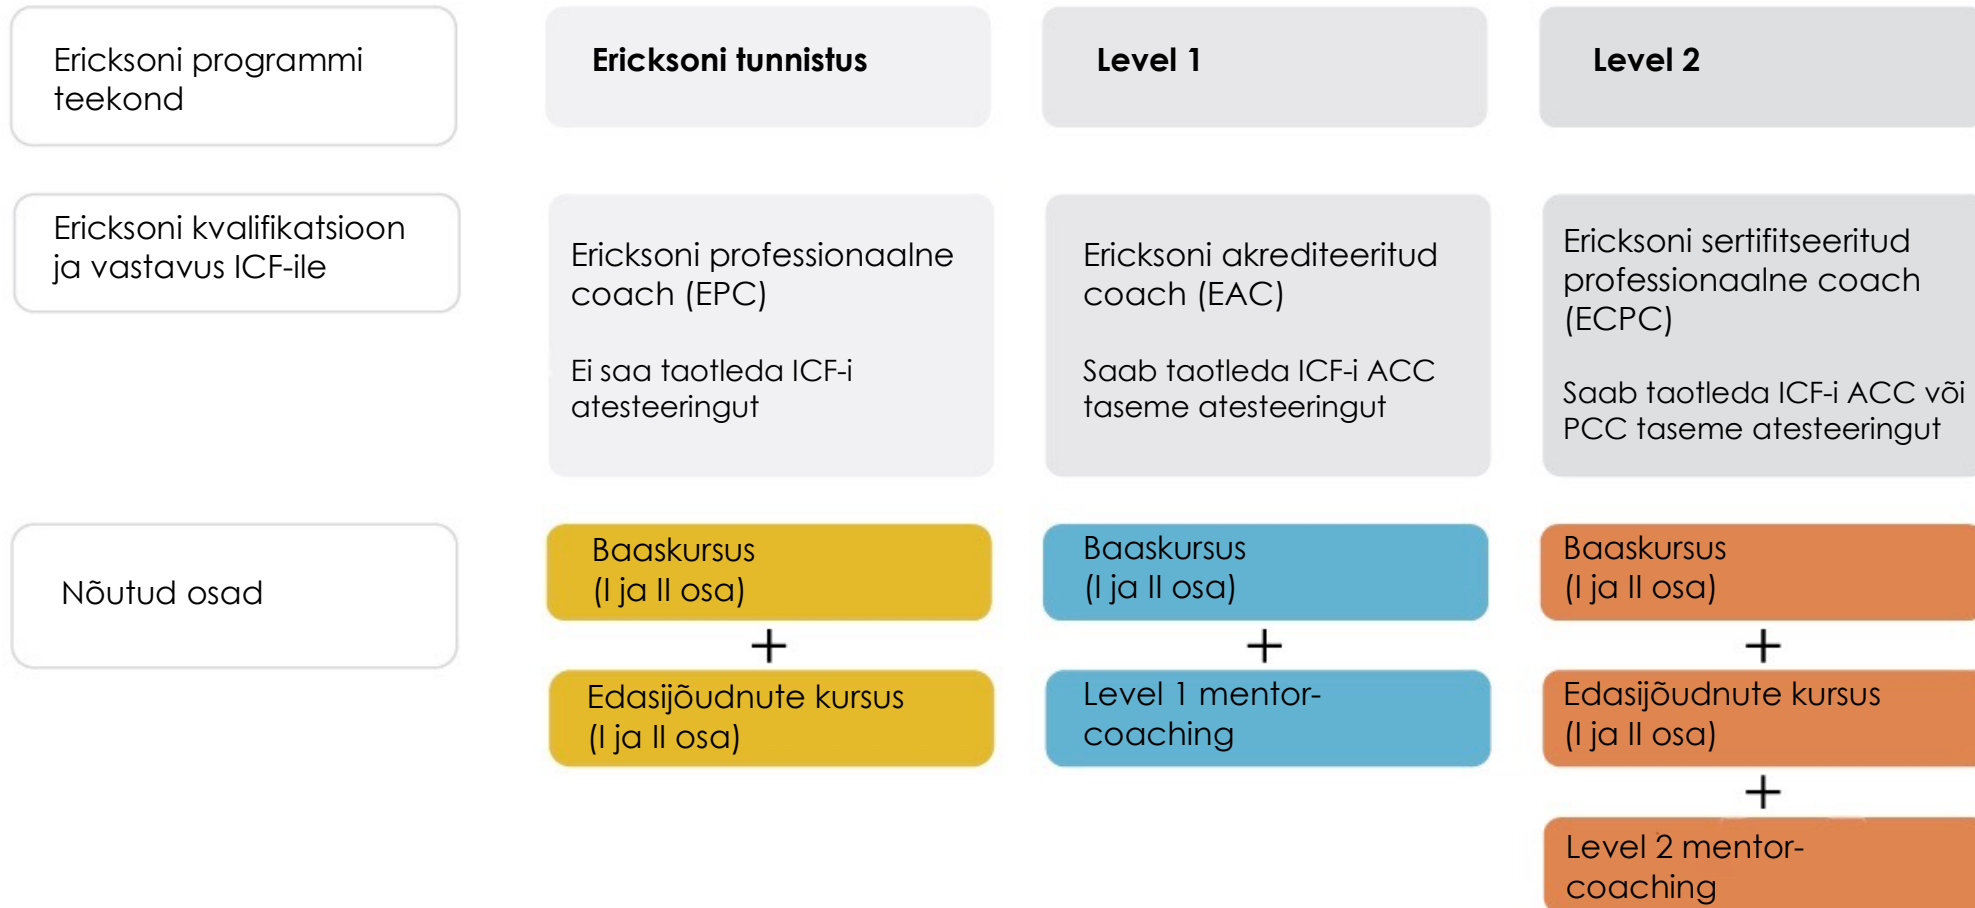 Ericksoni programmi
teekond
Ericksoni tunnistus
Level 1
Level 2
Ericksoni kvalifikatsioon
ja vastavus ICF-ile
Ericksoni professionaalne
coach (EPC)
Ei saa taotleda ICF-i
atesteeringut
Ericksoni akrediteeritud
coach (EAC)
Saab taotleda ICF-i ACC
taseme atesteeringut
Ericksoni sertifitseeritud
professionaalne coach
(ECPC)
Saab taotleda ICF-i ACC või
PCC taseme atesteeringut
Nõutud osad
Baaskursus
(I ja II osa)
+
Edasijõudnute kursus
(I ja II osa)
Baaskursus
(I ja II osa)
+
Level 1 mentor-
coaching
Baaskursus
(I ja II osa)
+
Edasijõudnute kursus
(I ja II osa)
+
Level 2 mentor-
coaching